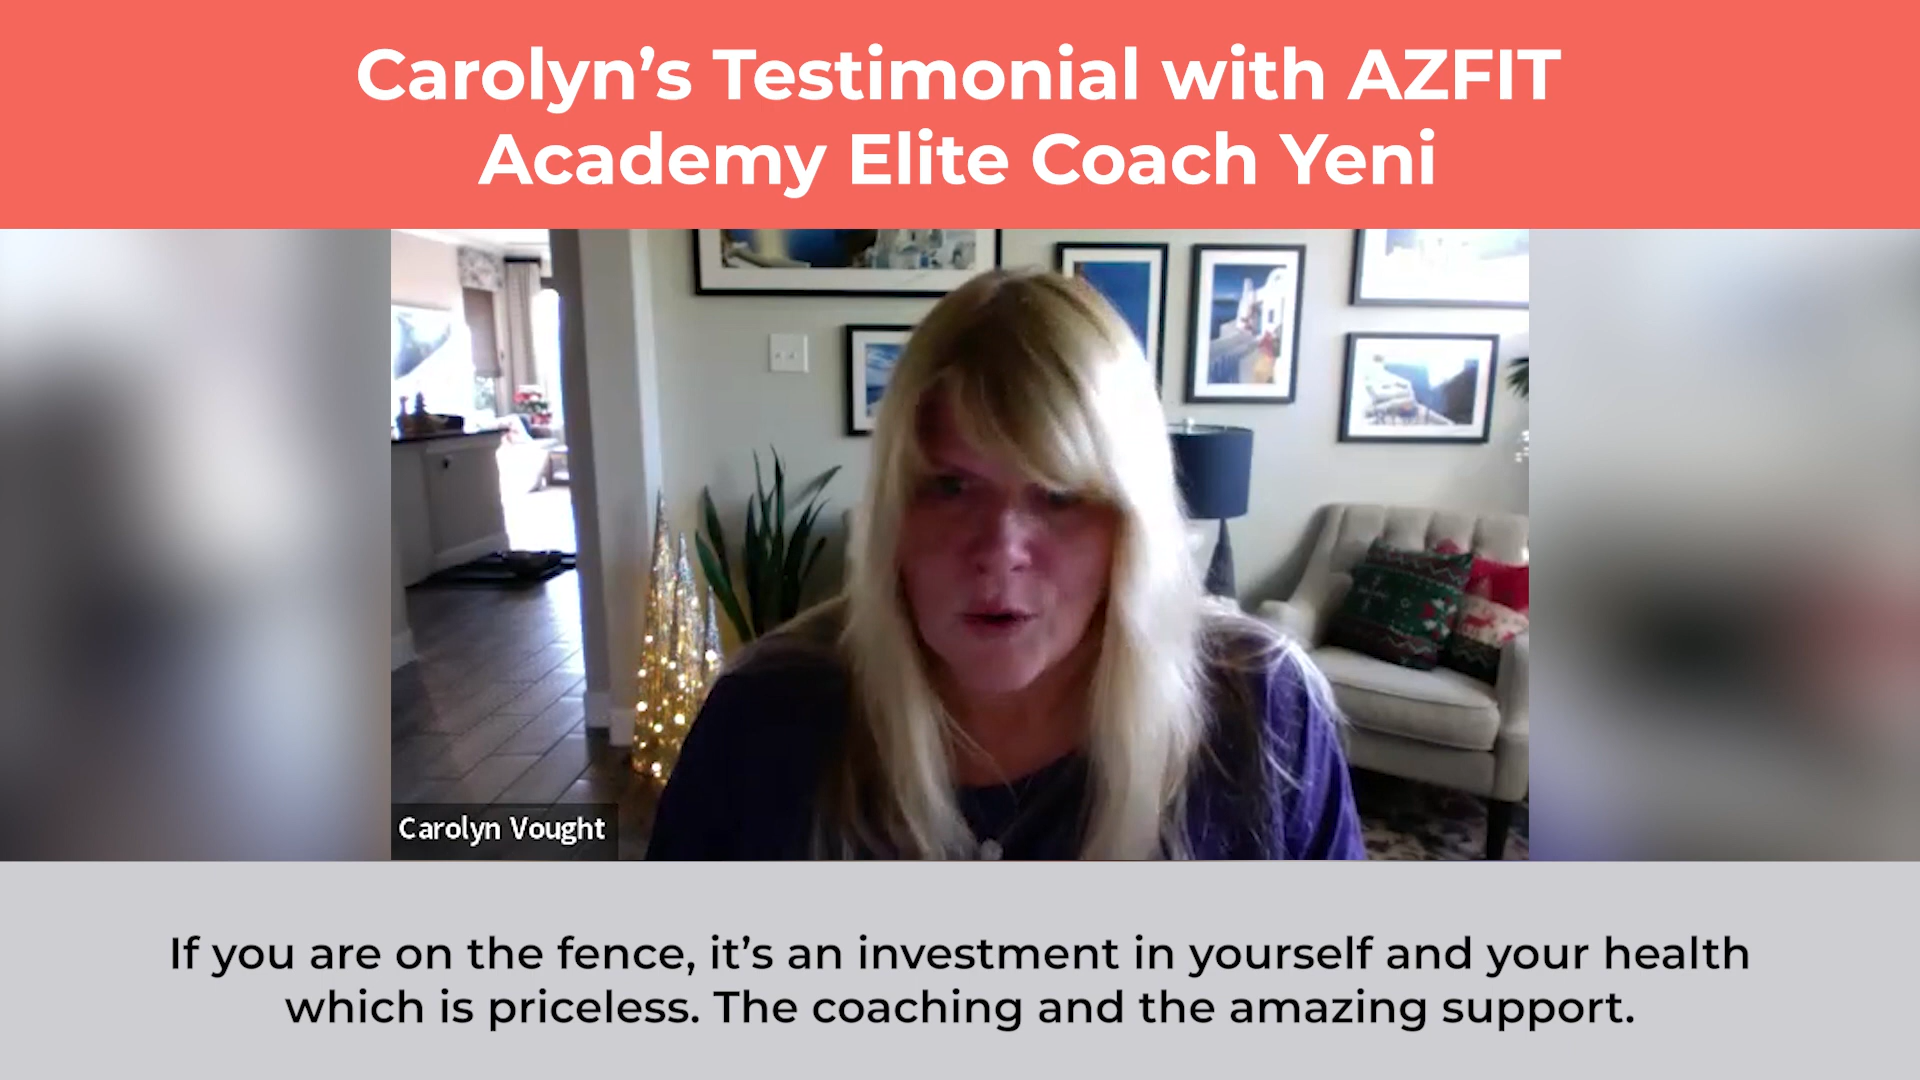 Carolyn’s Testimonial with AZFIT
Academy Elite Coach Yeni
Carolyn Vought
If you are on the fence, it’s an investment in yourself and your health
which is priceless. The coaching and the amazing support.